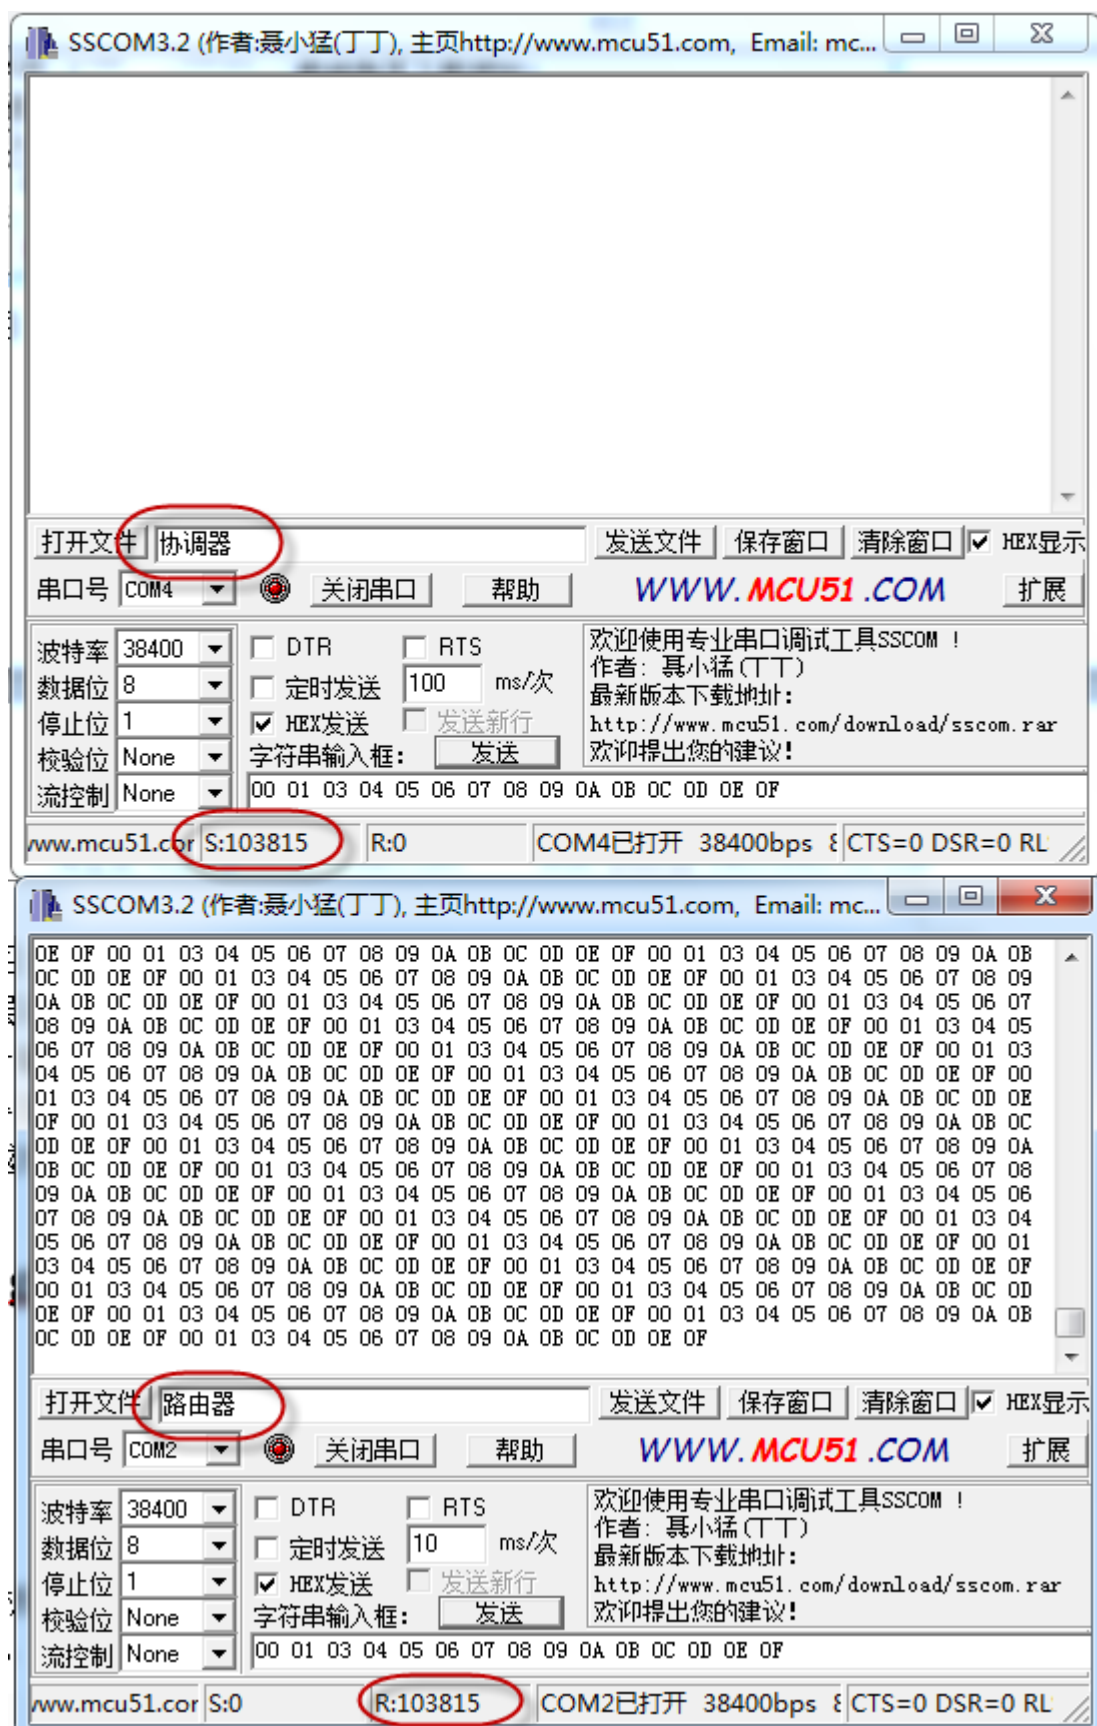 SSCOM3.2 (作者:聂小猛(丁丁), 主页http://www.mcu51.com, Email: mc...
打开文件 协调器 发送文件 保存窗口 清除窗口 HEX显示
串口号 COM4 关闭串口 帮助 WWW.MCU51.COM 扩展
波特率 38400 DTR RTS
数据位 8 定时发送 100 ms/次
停止位 1 HEX发送 发送新行
校验位 None 字符串输入框: 发送
流控制 None 00 01 03 04 05 06 07 08 09 0A 0B 0C 0D 0E 0F
欢迎使用专业串口调试工具SSCOM !
作者: 聂小猛(丁丁)
最新版本下载地址:
http://www.mcu51.com/download/sscom.rar
欢迎提出您的建议!
www.mcu51.cor S:103815 R:0 COM4已打开 38400bps 8 CTS=0 DSR=0 RL
SSCOM3.2 (作者:聂小猛(丁丁), 主页http://www.mcu51.com, Email: mc...
0E 0F 00 01 03 04 05 06 07 08 09 0A 0B 0C 0D 0E 0F 00 01 03 04 05 06 07 08 09 0A 0B
0C 0D 0E 0F 00 01 03 04 05 06 07 08 09 0A 0B 0C 0D 0E 0F 00 01 03 04 05 06 07 08 09
0A 0B 0C 0D 0E 0F 00 01 03 04 05 06 07 08 09 0A 0B 0C 0D 0E 0F 00 01 03 04 05 06 07
08 09 0A 0B 0C 0D 0E 0F 00 01 03 04 05 06 07 08 09 0A 0B 0C 0D 0E 0F 00 01 03 04 05
06 07 08 09 0A 0B 0C 0D 0E 0F 00 01 03 04 05 06 07 08 09 0A 0B 0C 0D 0E 0F 00 01 03
04 05 06 07 08 09 0A 0B 0C 0D 0E 0F 00 01 03 04 05 06 07 08 09 0A 0B 0C 0D 0E 0F 00
01 03 04 05 06 07 08 09 0A 0B 0C 0D 0E 0F 00 01 03 04 05 06 07 08 09 0A 0B 0C 0D 0E
0F 00 01 03 04 05 06 07 08 09 0A 0B 0C 0D 0E 0F 00 01 03 04 05 06 07 08 09 0A 0B 0C
0D 0E 0F 00 01 03 04 05 06 07 08 09 0A 0B 0C 0D 0E 0F 00 01 03 04 05 06 07 08 09 0A
0B 0C 0D 0E 0F 00 01 03 04 05 06 07 08 09 0A 0B 0C 0D 0E 0F 00 01 03 04 05 06 07 08
09 0A 0B 0C 0D 0E 0F 00 01 03 04 05 06 07 08 09 0A 0B 0C 0D 0E 0F 00 01 03 04 05 06
07 08 09 0A 0B 0C 0D 0E 0F 00 01 03 04 05 06 07 08 09 0A 0B 0C 0D 0E 0F 00 01 03 04
05 06 07 08 09 0A 0B 0C 0D 0E 0F 00 01 03 04 05 06 07 08 09 0A 0B 0C 0D 0E 0F 00 01
03 04 05 06 07 08 09 0A 0B 0C 0D 0E 0F 00 01 03 04 05 06 07 08 09 0A 0B 0C 0D 0E 0F
00 01 03 04 05 06 07 08 09 0A 0B 0C 0D 0E 0F 00 01 03 04 05 06 07 08 09 0A 0B 0C 0D
0E 0F 00 01 03 04 05 06 07 08 09 0A 0B 0C 0D 0E 0F 00 01 03 04 05 06 07 08 09 0A 0B
0C 0D 0E 0F 00 01 03 04 05 06 07 08 09 0A 0B 0C 0D 0E 0F
打开文件 路由器 发送文件 保存窗口 清除窗口 HEX显示
串口号 COM2 关闭串口 帮助 WWW.MCU51.COM 扩展
波特率 38400 DTR RTS
数据位 8 定时发送 10 ms/次
停止位 1 HEX发送 发送新行
校验位 None 字符串输入框: 发送
流控制 None 00 01 03 04 05 06 07 08 09 0A 0B 0C 0D 0E 0F
欢迎使用专业串口调试工具SSCOM !
作者: 聂小猛(丁丁)
最新版本下载地址:
http://www.mcu51.com/download/sscom.rar
欢迎提出您的建议!
www.mcu51.cor S:0 R:103815 COM2已打开 38400bps 8 CTS=0 DSR=0 RL